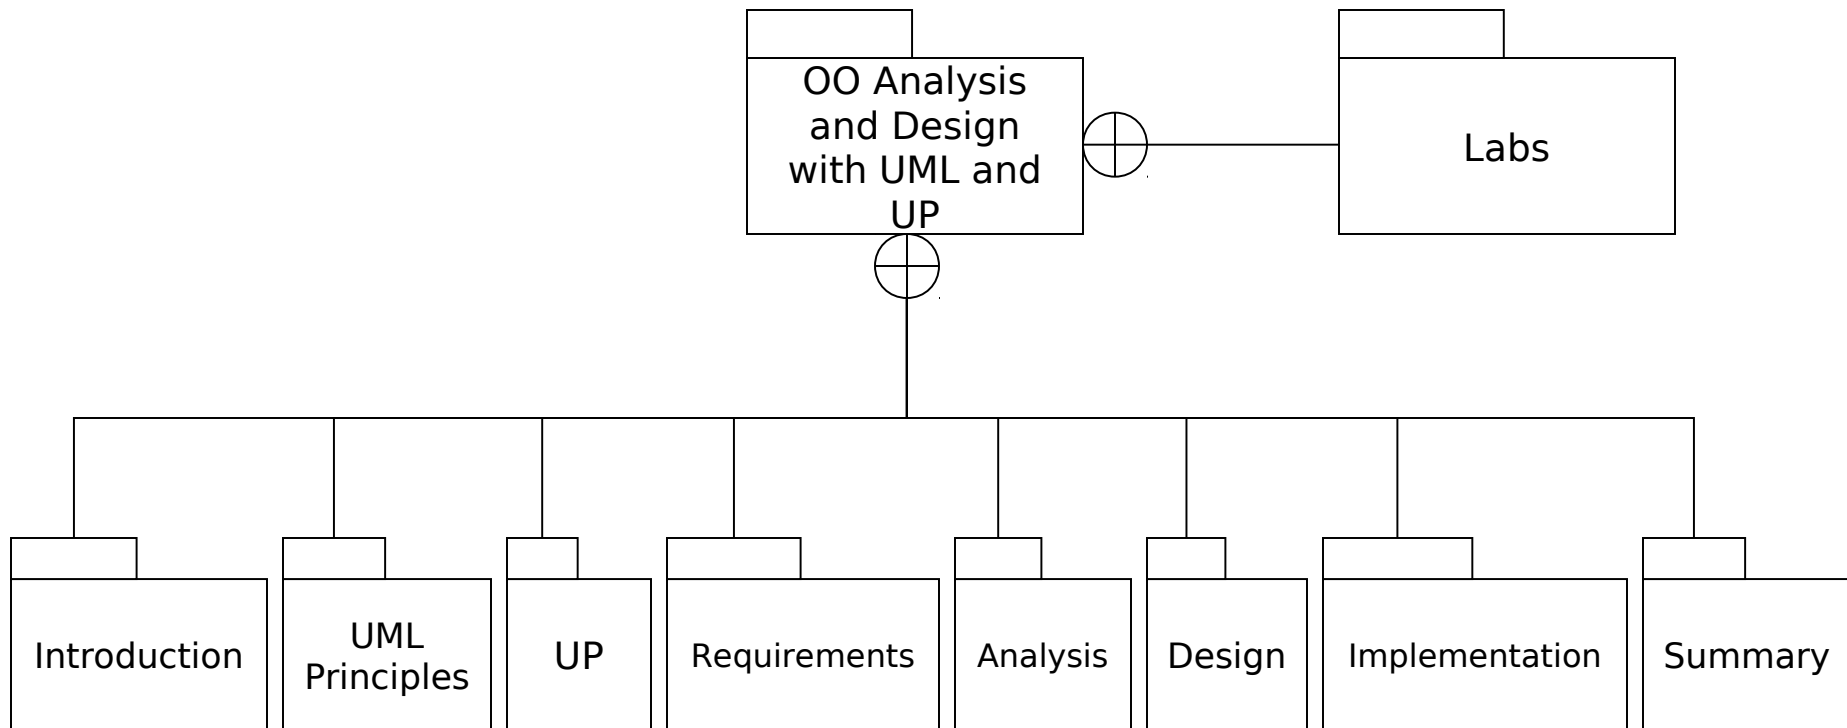 OO Analysis
and Design
with UML and
UP
Labs
Introduction
UML
Principles
UP
Requirements
Analysis
Design
Implementation
Summary